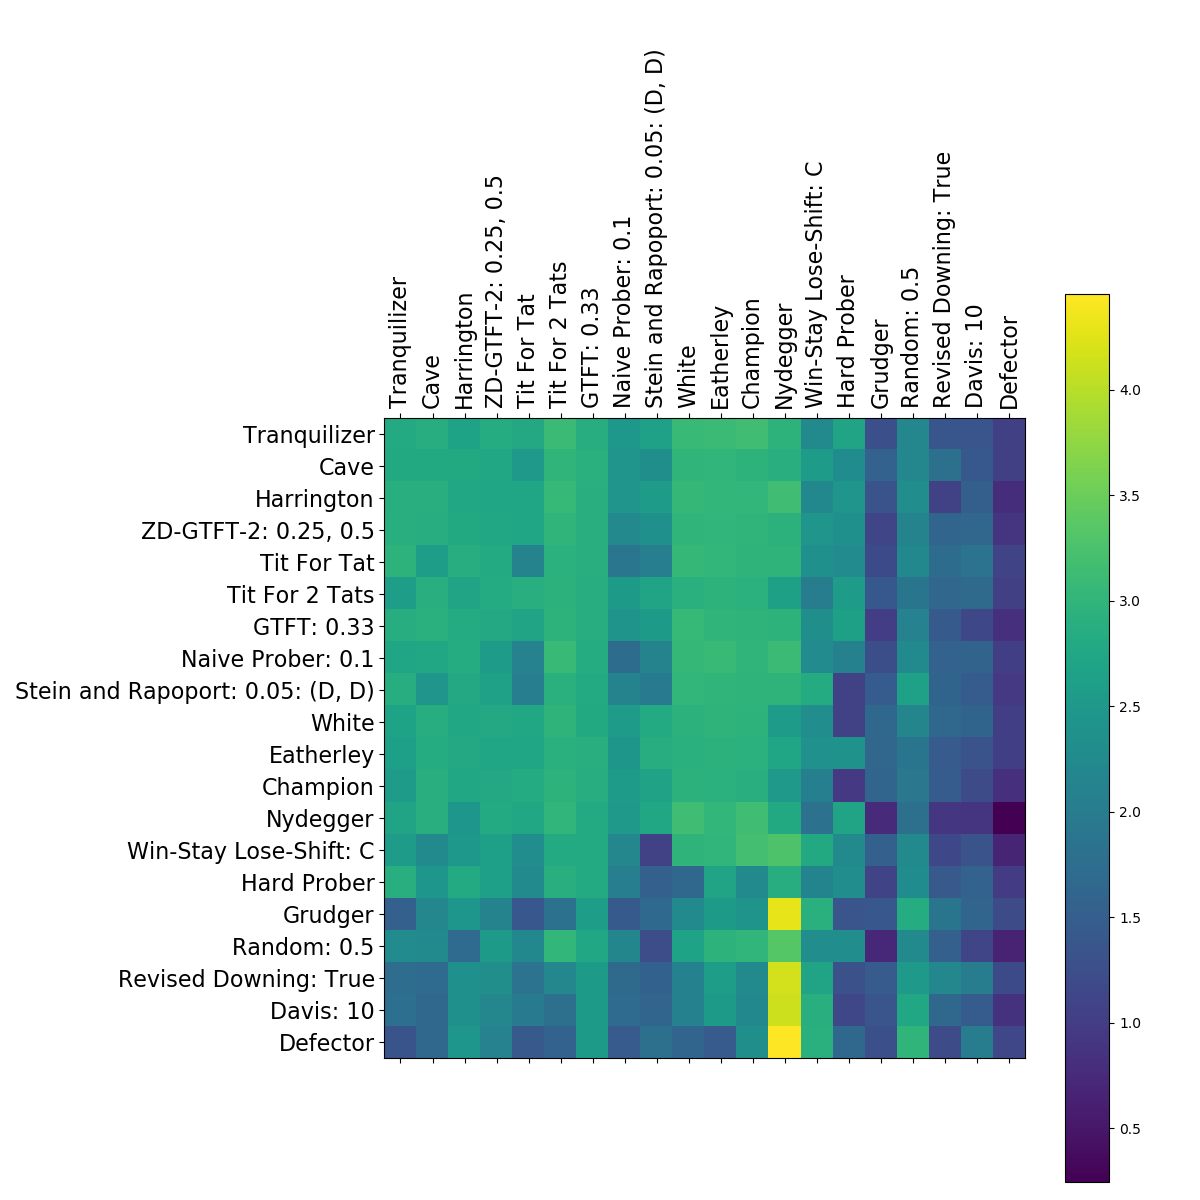 Tranquilizer
Cave
Harrington
ZD-GTFT-2: 0.25, 0.5
Tit For Tat
Tit For 2 Tats
GTFT: 0.33
Naive Prober: 0.1
Stein and Rapoport: 0.05: (D, D)
White
Eatherley
Champion
Nydegger
Win-Stay Lose-Shift: C
Hard Prober
Grudger
Random: 0.5
Revised Downing: True
Davis: 10
Defector
Tranquilizer
Cave
Harrington
ZD-GTFT-2: 0.25, 0.5
Tit For Tat
Tit For 2 Tats
GTFT: 0.33
Naive Prober: 0.1
Stein and Rapoport: 0.05: (D, D)
White
Eatherley
Champion
Nydegger
Win-Stay Lose-Shift: C
Hard Prober
Grudger
Random: 0.5
Revised Downing: True
Davis: 10
Defector
4.0
3.5
3.0
2.5
2.0
1.5
1.0
0.5